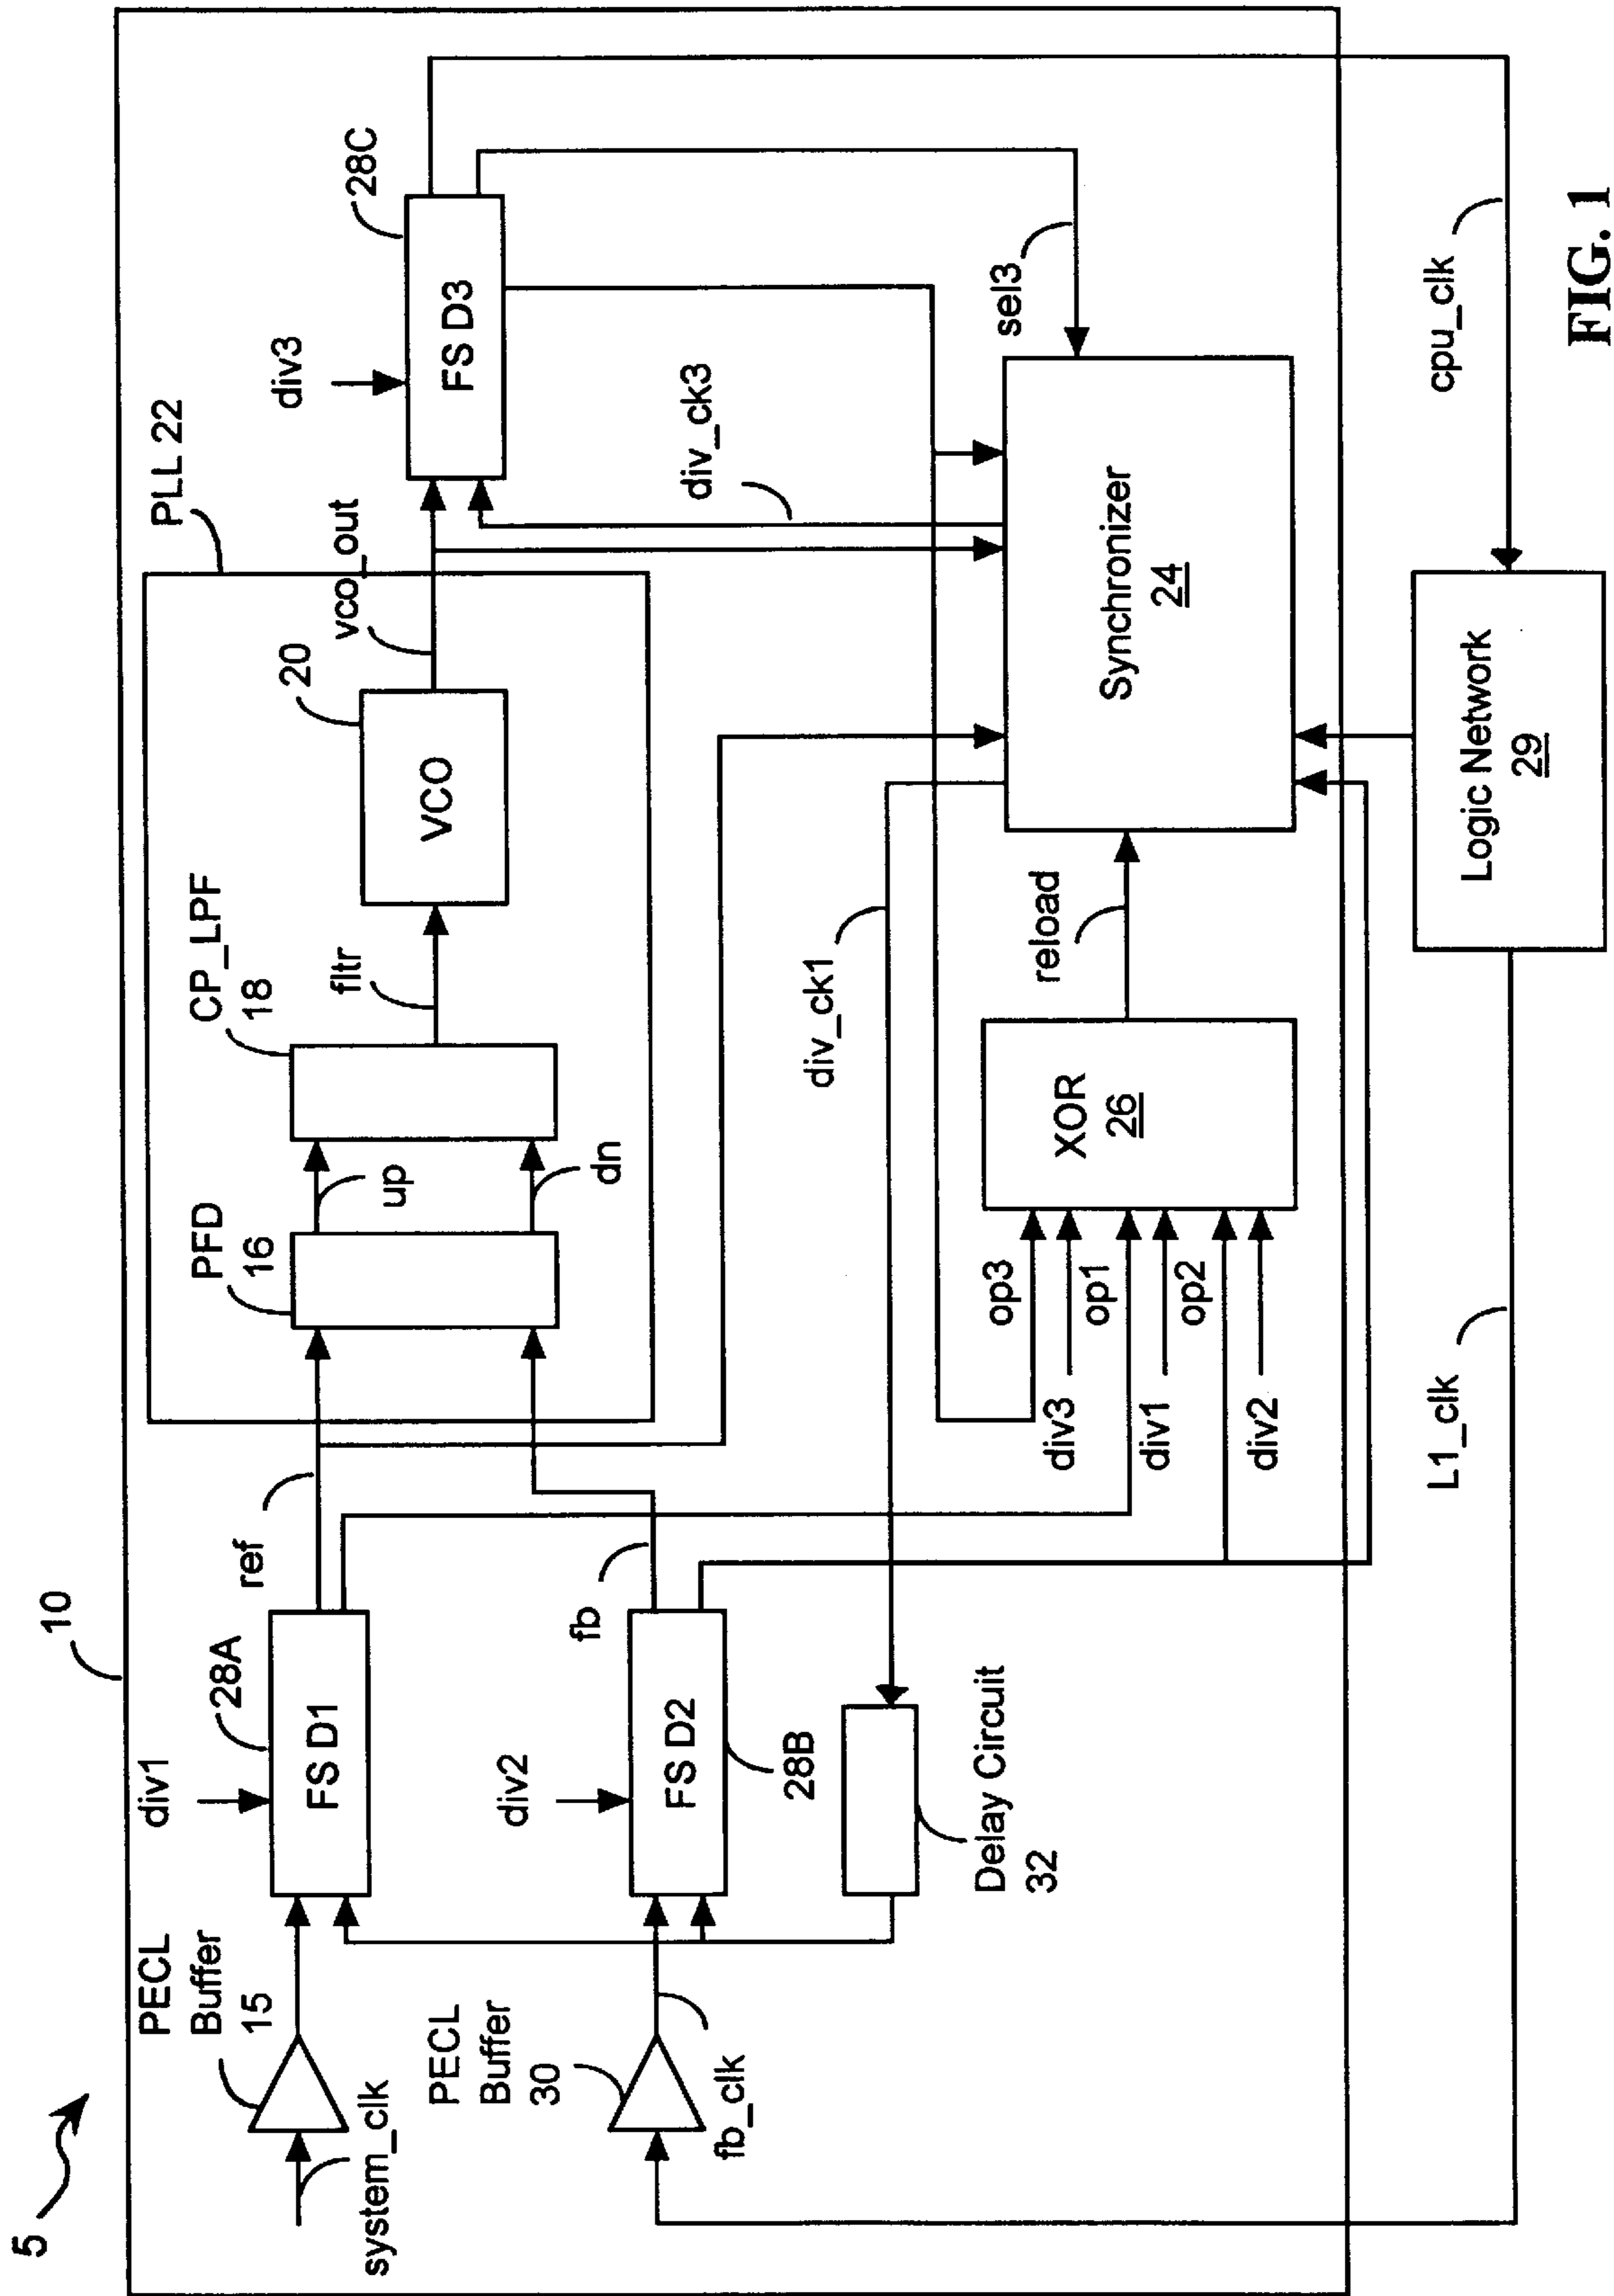 5
10
PECL
Buffer
15
system_clk
div1
28A
FS D1
ref
PLL 22
PFD
16
up
dn
CP_LPF
18
fltr
20
VCO
vco_out
div3
28C
FS D3
PECL
Buffer
30
fb_clk
div2
FS D2
28B
fb
Delay Circuit
32
div_ck1
div_ck3
sel3
op3
div3
op1
div1
op2
div2
XOR
26
reload
Synchronizer
24
L1_clk
Logic Network
29
cpu_clk
FIG. 1